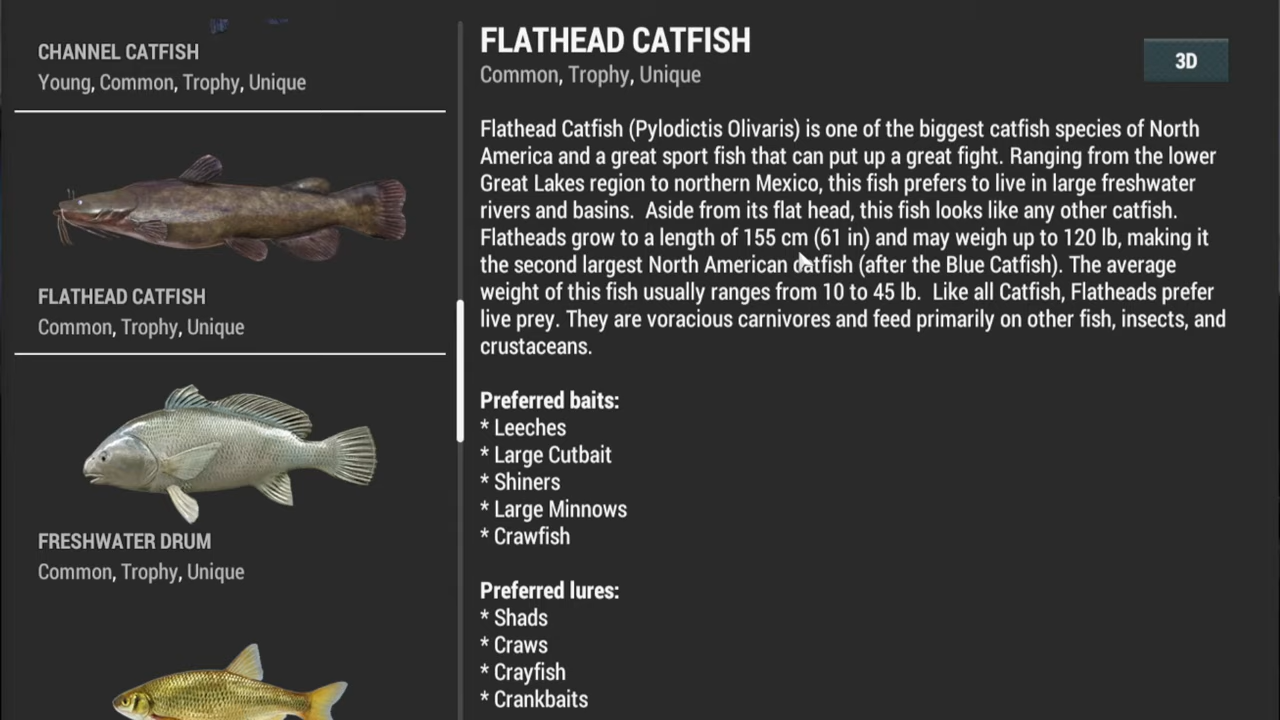 CHANNEL CATFISH
Young, Common, Trophy, Unique
FLATHEAD CATFISH
Common, Trophy, Unique
FRESHWATER DRUM
Common, Trophy, Unique
FLATHEAD CATFISH
Common, Trophy, Unique
3D
Flathead Catfish (Pylodictis Olivaris) is one of the biggest catfish species of North
America and a great sport fish that can put up a great fight. Ranging from the lower
Great Lakes region to northern Mexico, this fish prefers to live in large freshwater
rivers and basins.  Aside from its flat head, this fish looks like any other catfish.
Flatheads grow to a length of 155 cm (61 in) and may weigh up to 120 lb, making it
the second largest North American catfish (after the Blue Catfish). The average
weight of this fish usually ranges from 10 to 45 lb.  Like all Catfish, Flatheads prefer
live prey. They are voracious carnivores and feed primarily on other fish, insects, and
crustaceans.
Preferred baits:
* Leeches
* Large Cutbait
* Shiners
* Large Minnows
* Crawfish
Preferred lures:
* Shads
* Craws
* Crayfish
* Crankbaits